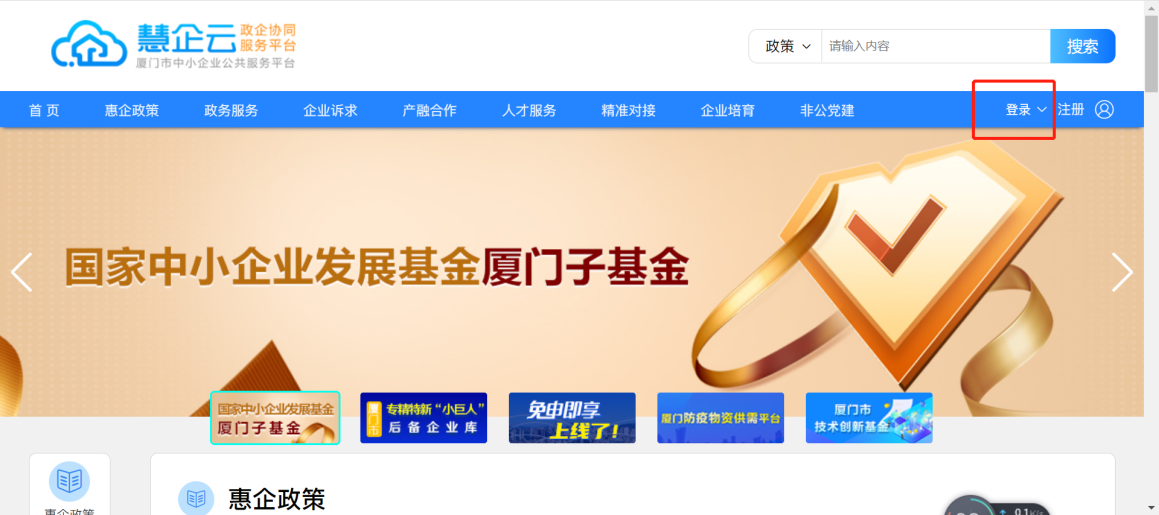 慧企云 政企协同
服务平台
厦门市中小企业公共服务平台
政策 请输入内容 搜索
首页 惠企政策 政务服务 企业诉求 产融合作 人才服务 精准对接 企业培育 非公党建 登录 注册
国家中小企业发展基金厦门子基金
国家中小企业发展基金
厦门子基金
厦门市 专精特新“小巨人”
后备企业库
免申即享
上线了!
厦门防疫物资供需平台
厦门市
技术创新基金
惠企政策
惠企政策